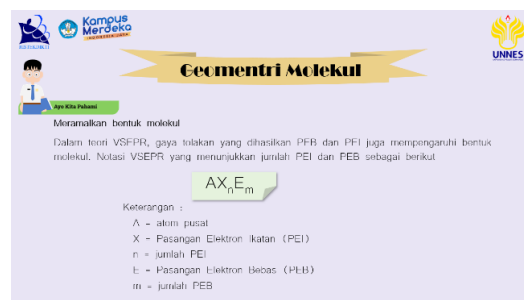 Kampus
Merdeka
INDONESIA JAYA
UNNES
Geomentri Molekul
Ayo Kita Pahami
Meramalkan bentuk molekul
Dalam teori VSEPR, gaya tolakan yang dihasilkan PEB dan PEI juga mempengaruhi bentuk
molekul. Notasi VSEPR yang menunjukkan jumlah PEI dan PEB sebagai berikut
AXnEm
Keterangan :
A = atom pusat
X = Pasangan Elektron Ikatan (PEI)
n = jumlah PEI
E = Pasangan Elektron Bebas (PEB)
m = jumlah PEB